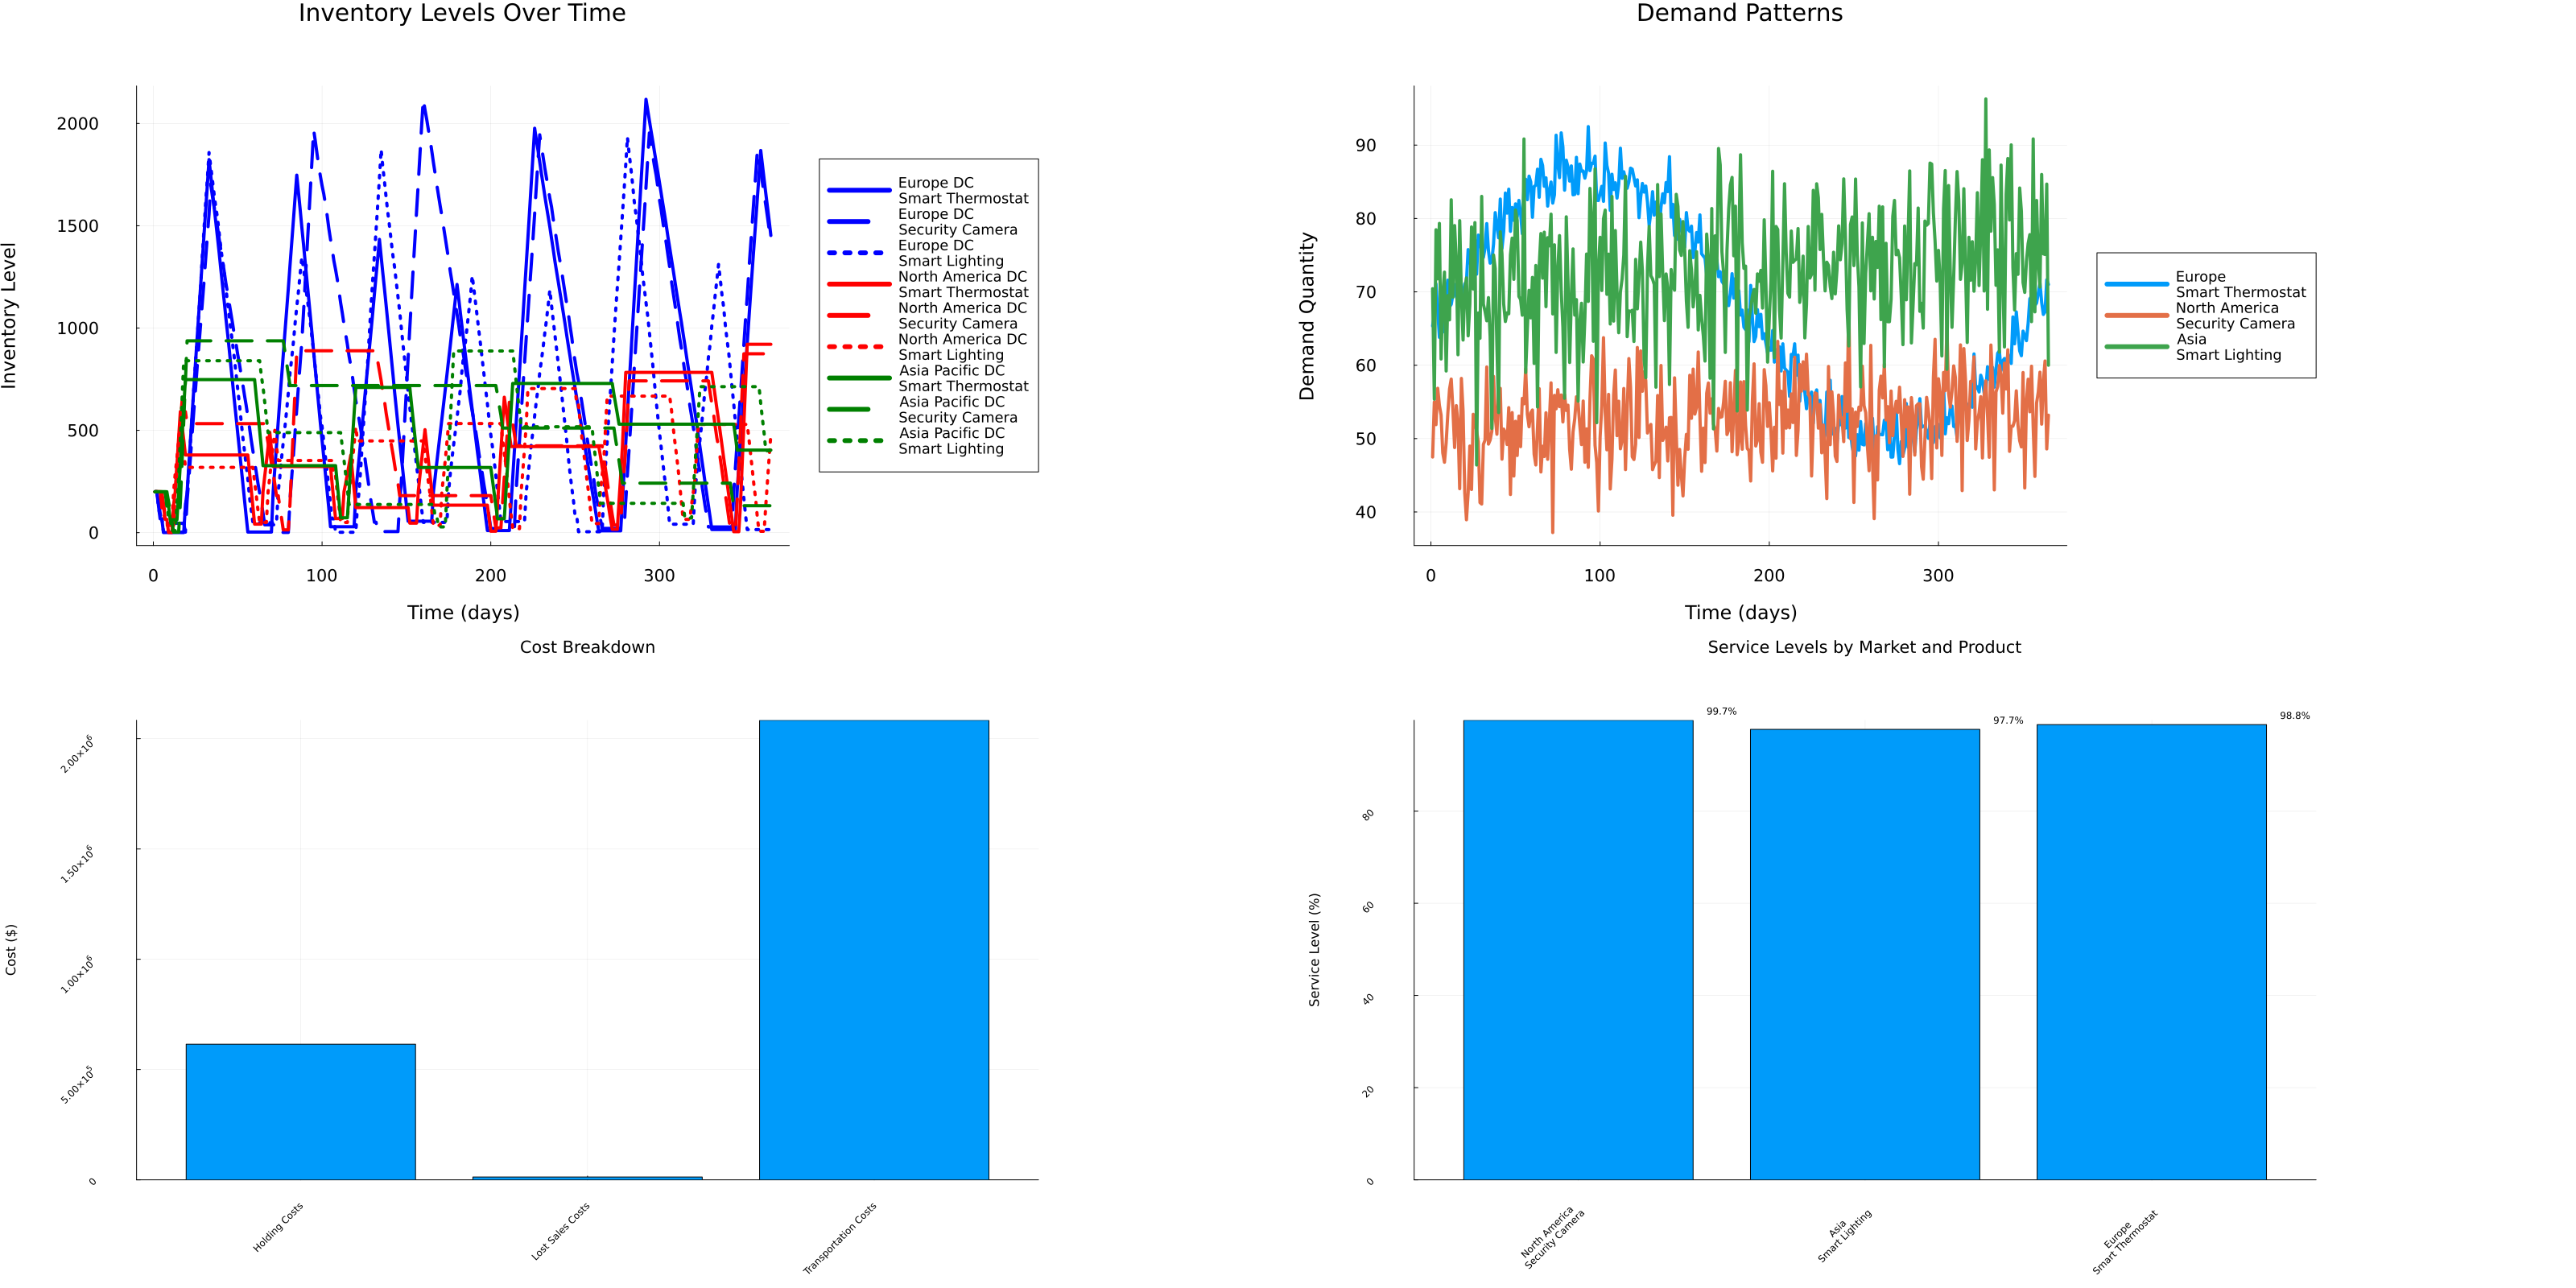 Inventory Levels Over Time
Inventory Level
2000
1500
1000
500
0
0 100 200 300
Time (days)
Europe DC
Smart Thermostat
Europe DC
Security Camera
Europe DC
Smart Lighting
North America DC
Smart Thermostat
North America DC
Security Camera
North America DC
Smart Lighting
Asia Pacific DC
Smart Thermostat
Asia Pacific DC
Security Camera
Asia Pacific DC
Smart Lighting
Demand Patterns
Demand Quantity
90
80
70
60
50
40
0 100 200 300
Time (days)
Europe
Smart Thermostat
North America
Security Camera
Asia
Smart Lighting
Cost Breakdown
Cost ($)
2.00×10⁶
1.50×10⁶
1.00×10⁶
5.00×10⁵
0
Holding Costs
Lost Sales Costs
Transportation Costs
Service Levels by Market and Product
Service Level (%)
80
60
40
20
0
99.7%
97.7%
98.8%
North America
Security Camera
Asia
Smart Lighting
Europe
Smart Thermostat